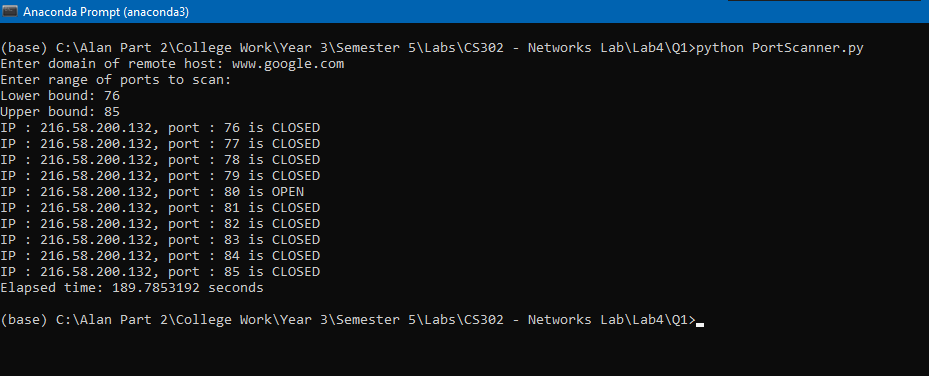 Anaconda Prompt (anaconda3)
(base) C:\Alan Part 2\College Work\Year 3\Semester 5\Labs\CS302 - Networks Lab\Lab4\Q1>python PortScanner.py
Enter domain of remote host: www.google.com
Enter range of ports to scan:
Lower bound: 76
Upper bound: 85
IP : 216.58.200.132, port : 76 is CLOSED
IP : 216.58.200.132, port : 77 is CLOSED
IP : 216.58.200.132, port : 78 is CLOSED
IP : 216.58.200.132, port : 79 is CLOSED
IP : 216.58.200.132, port : 80 is OPEN
IP : 216.58.200.132, port : 81 is CLOSED
IP : 216.58.200.132, port : 82 is CLOSED
IP : 216.58.200.132, port : 83 is CLOSED
IP : 216.58.200.132, port : 84 is CLOSED
IP : 216.58.200.132, port : 85 is CLOSED
Elapsed time: 189.7853192 seconds
(base) C:\Alan Part 2\College Work\Year 3\Semester 5\Labs\CS302 - Networks Lab\Lab4\Q1>